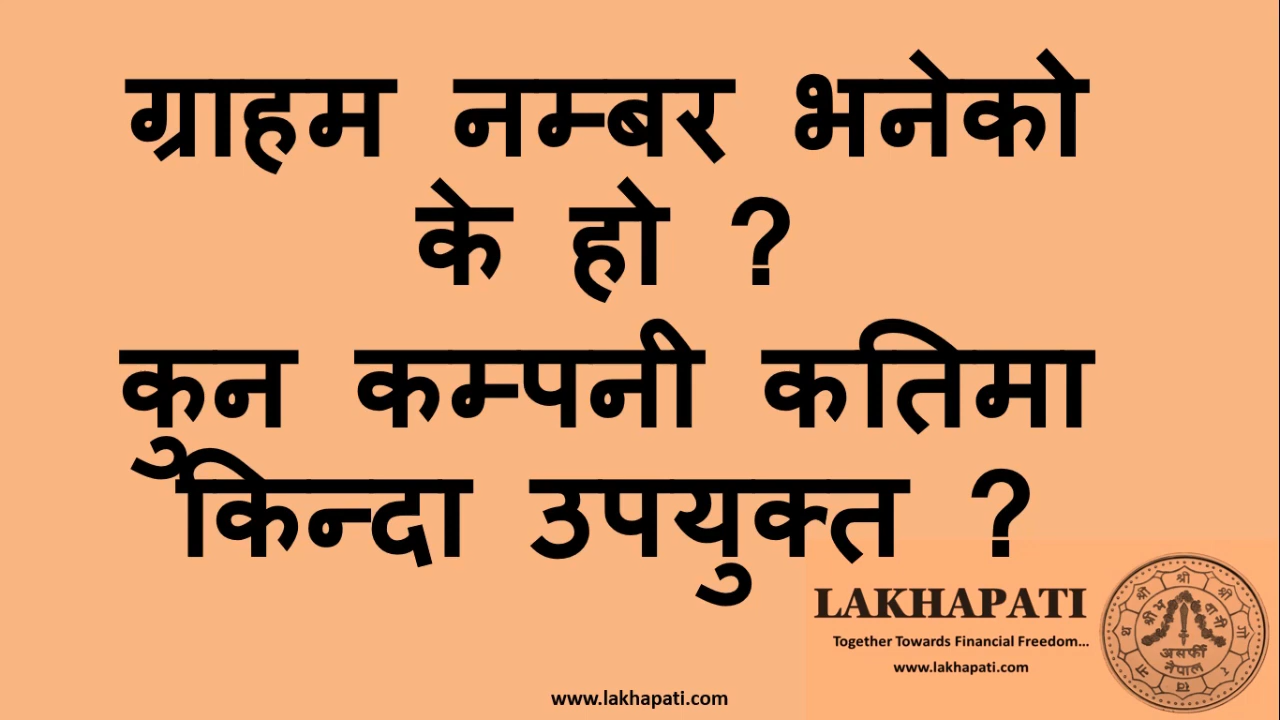 ग्राहम नम्बर भनेको
के हो ?
कुन कम्पनी कतिमा
किन्दा उपयुक्त ?
LAKHAPATI
Together Towards Financial Freedom...
www.lakhapati.com
www.lakhapati.com
श्री श्री श्री
श्री भ वा नी
असर्फी
नेपाल